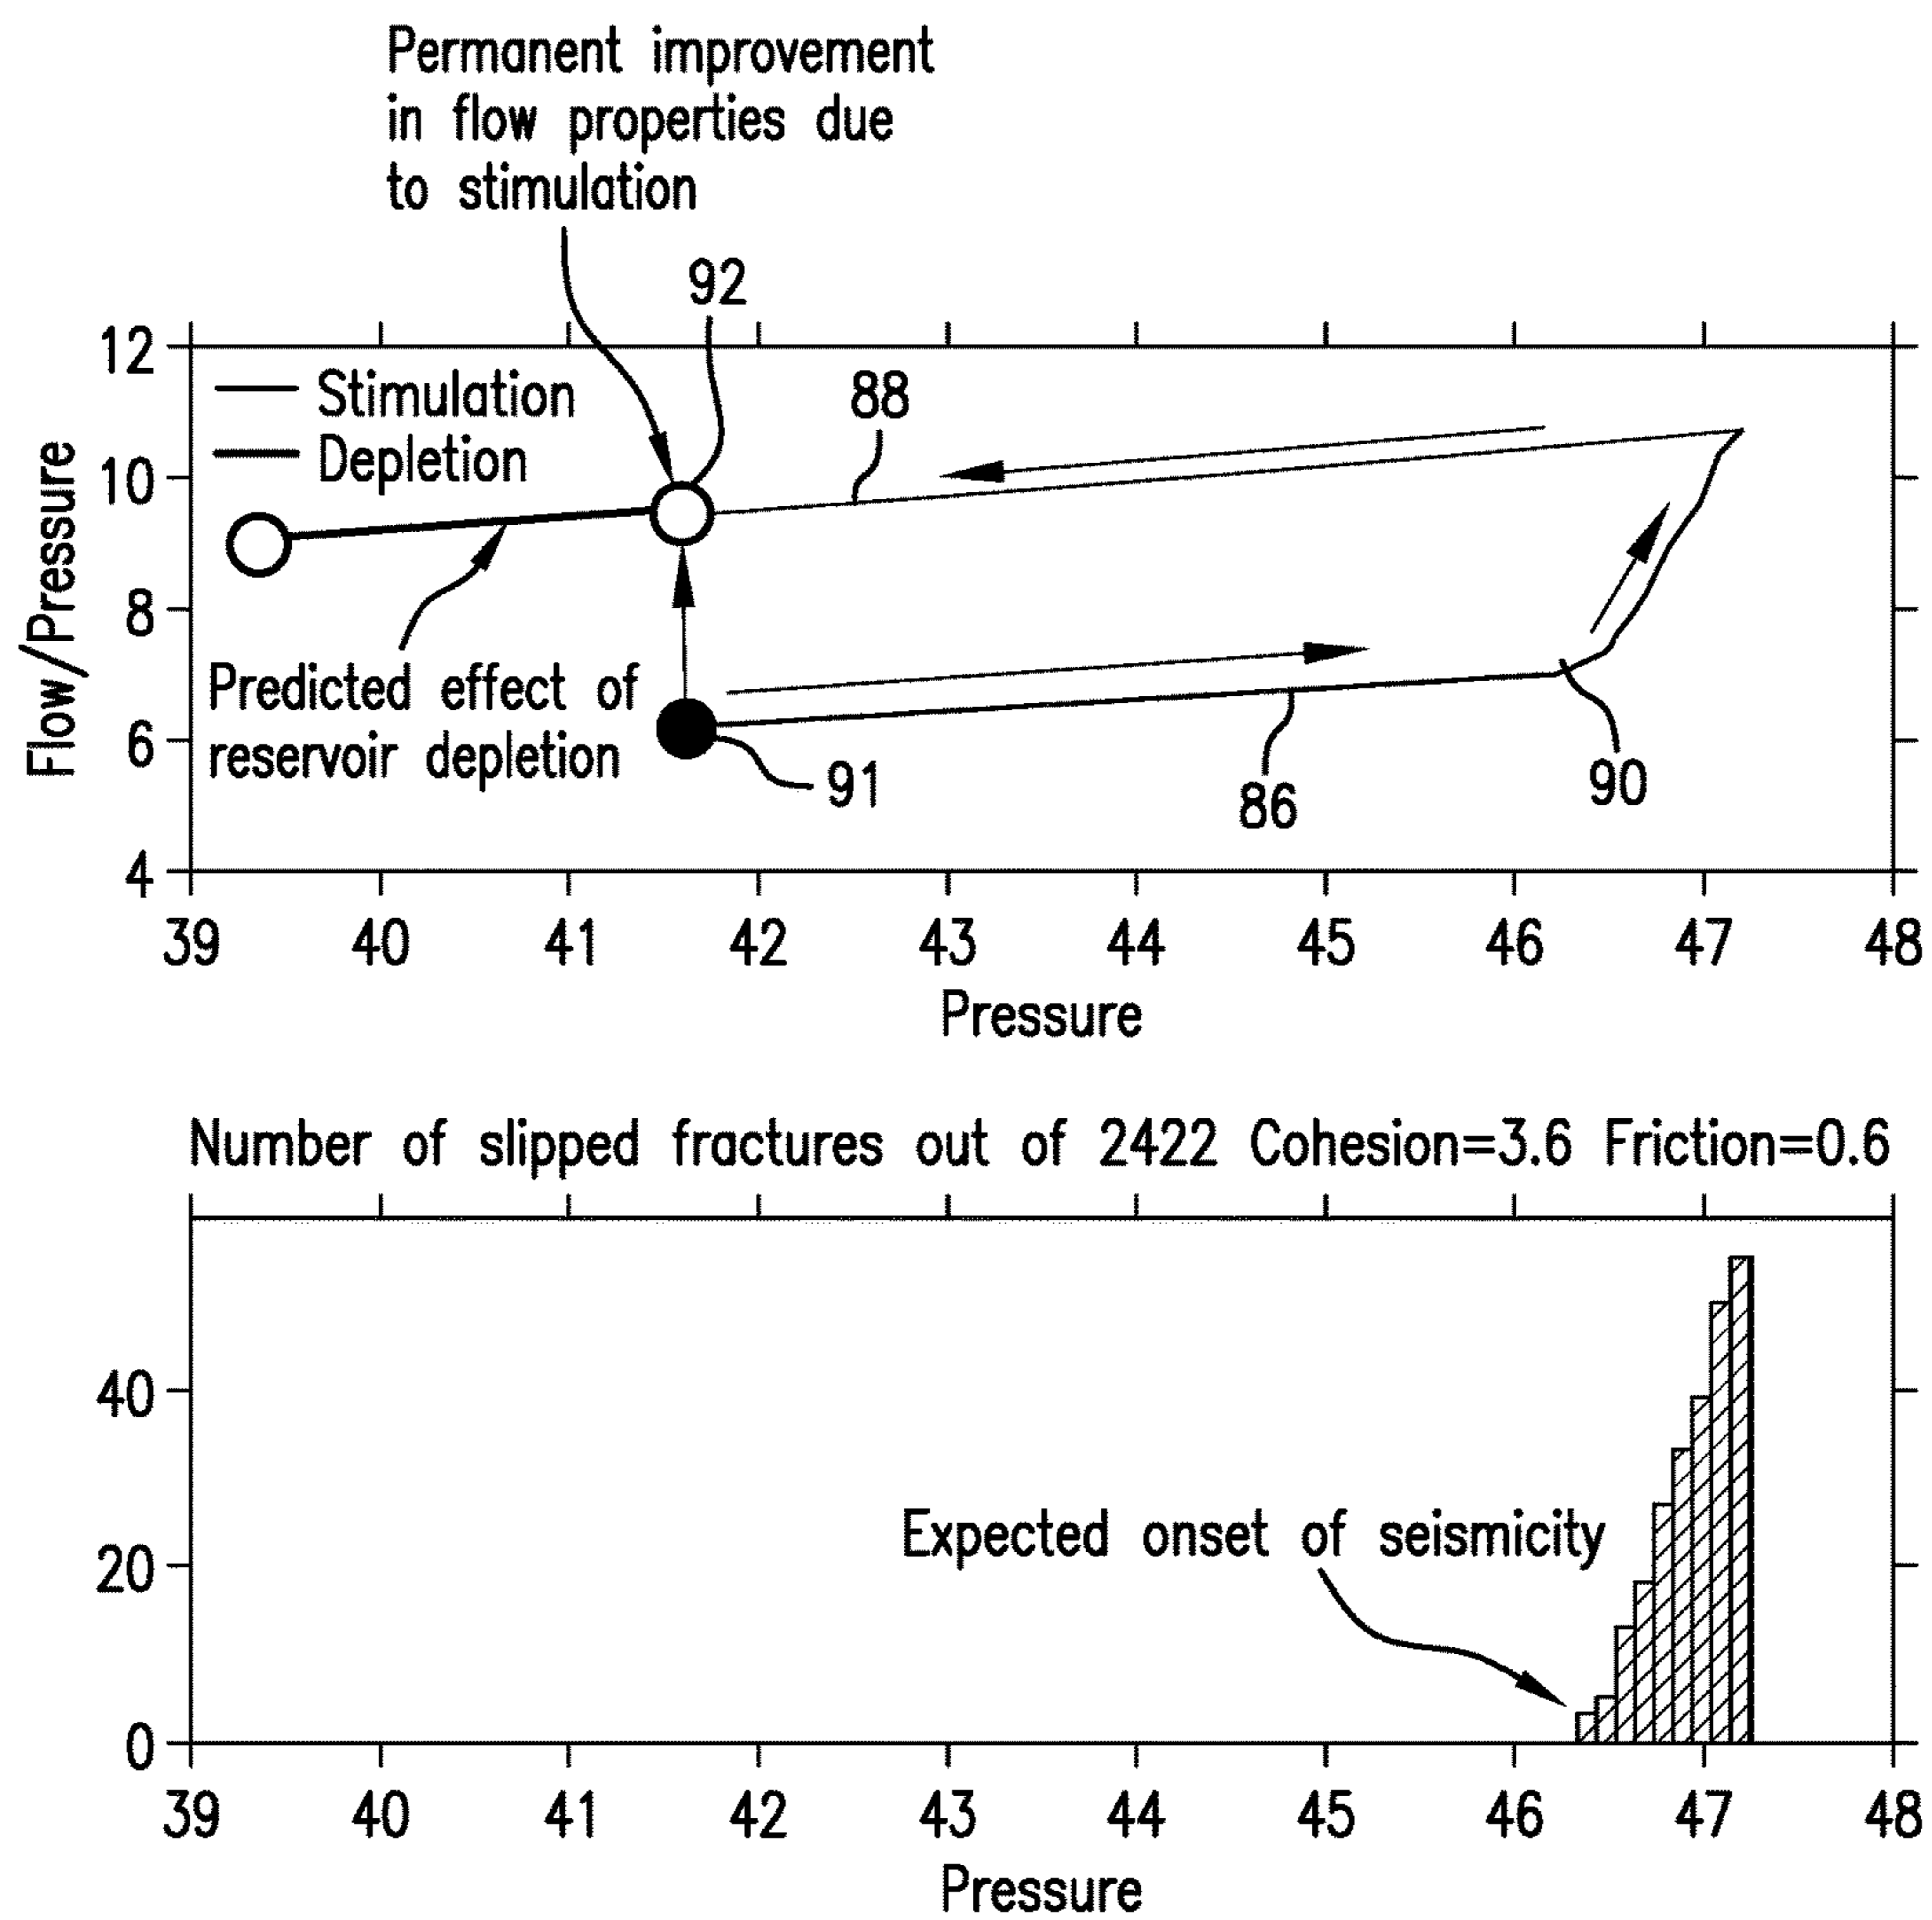 Permanent improvement
in flow properties due
to stimulation
92
12
Stimulation
88
Depletion
10
Flow/Pressure
8
Predicted effect of
reservoir depletion
6
91
86
90
4
39 40 41 42 43 44 45 46 47 48
Pressure
Number of slipped fractures out of 2422 Cohesion=3.6 Friction=0.6
40
Expected onset of seismicity
20
0
39 40 41 42 43 44 45 46 47 48
Pressure